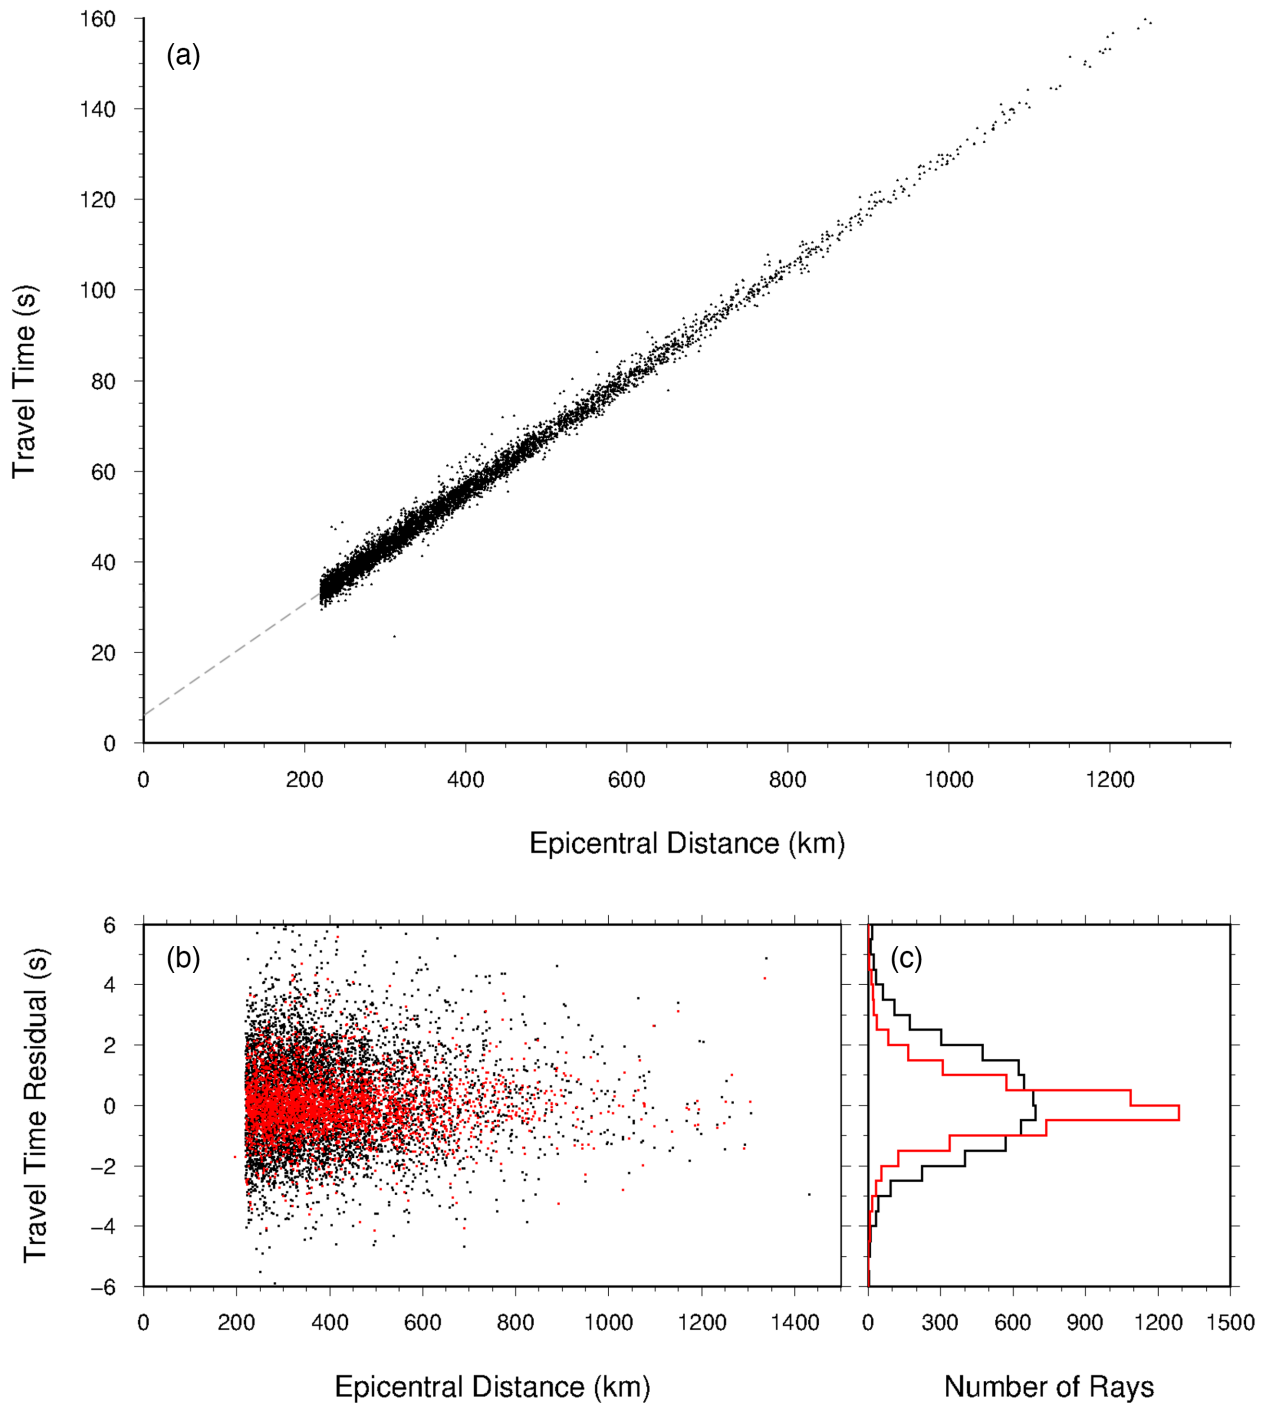 (a)
160
140
120
100
80
60
40
20
0
Travel Time (s)
0 200 400 600 800 1000 1200
Epicentral Distance (km)
(b)
6
4
2
0
−2
−4
−6
Travel Time Residual (s)
0 200 400 600 800 1000 1200 1400
Epicentral Distance (km)
(c)
0 300 600 900 1200 1500
Number of Rays